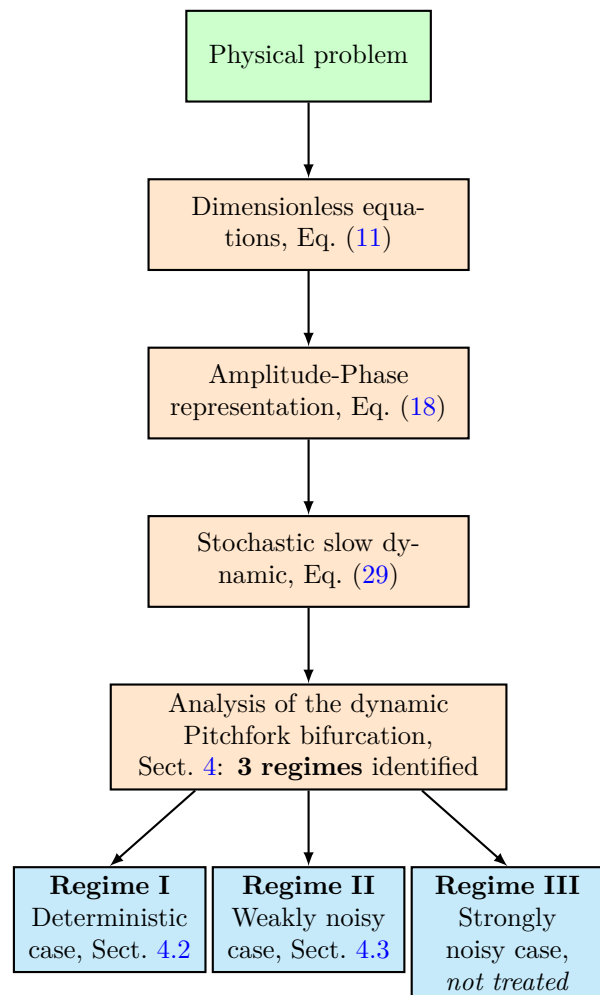 Physical problem
Dimensionless equa-
tions, Eq. (11)
Amplitude-Phase
representation, Eq. (18)
Stochastic slow dy-
namic, Eq. (29)
Analysis of the dynamic
Pitchfork bifurcation,
Sect. 4: 3 regimes identified
Regime I
Deterministic
case, Sect. 4.2
Regime II
Weakly noisy
case, Sect. 4.3
Regime III
Strongly
noisy case,
not treated